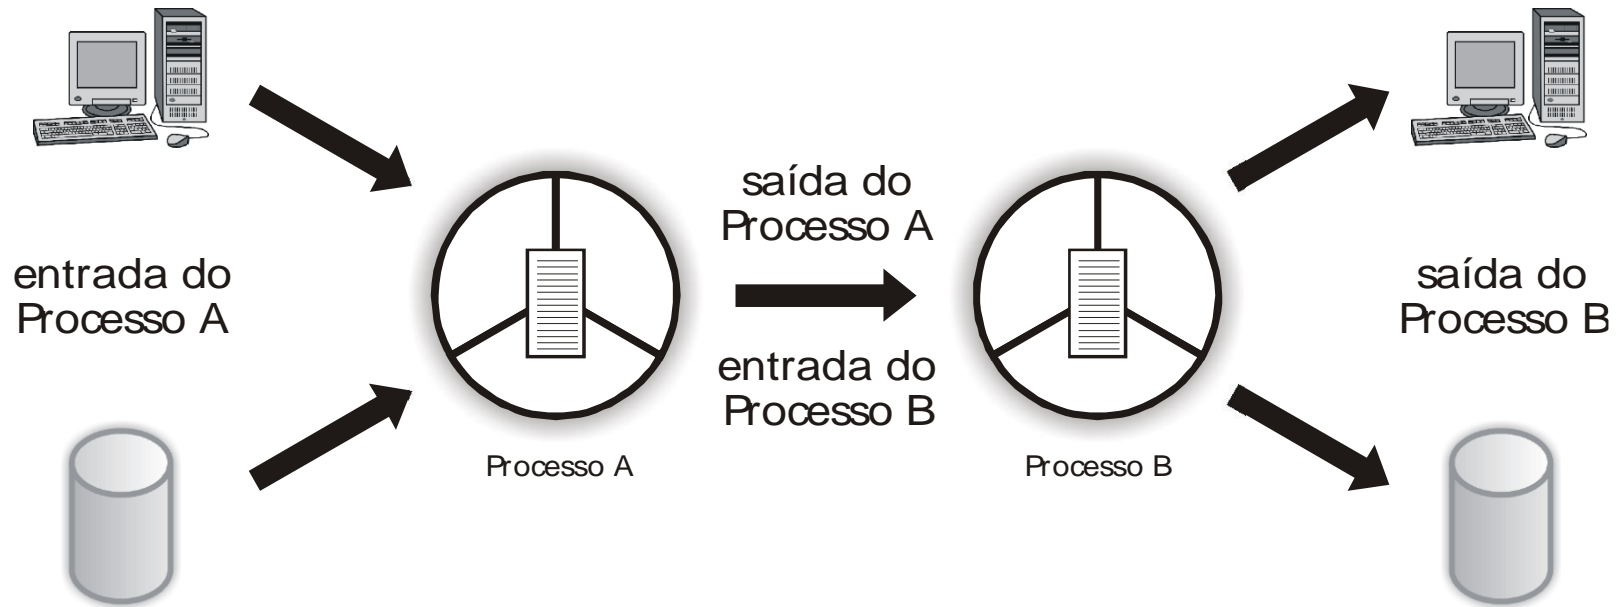 entrada do
Processo A
Processo A
saída do
Processo A
entrada do
Processo B
Processo B
saída do
Processo B